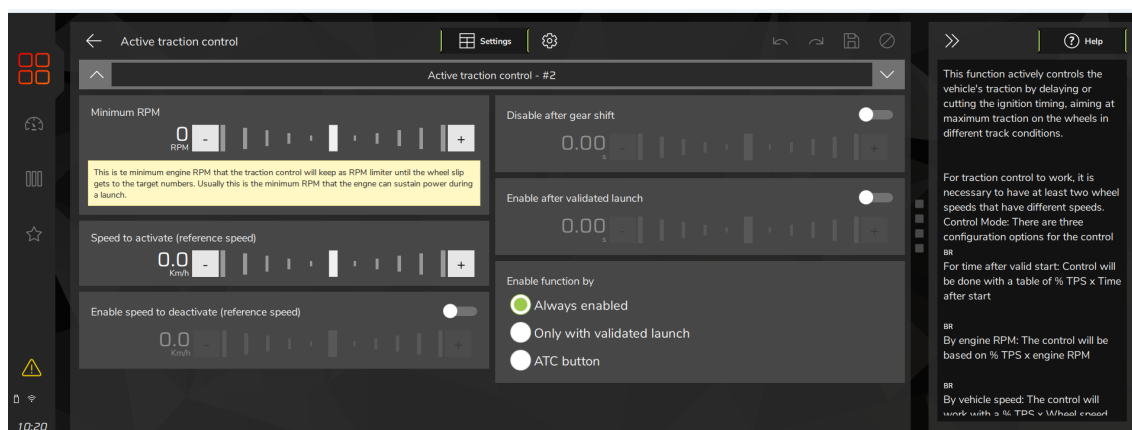 Active traction control
Settings
Help
Active traction control - #2
Minimum RPM
0
RPM
-
+
This is te minimum engine RPM that the traction control will keep as RPM limiter until the wheel slip
gets to the target numbers. Usually this is the minimum RPM that the engne can sustain power during
a launch.
Speed to activate (reference speed)
0.0
Km/h
-
+
Enable speed to deactivate (reference speed)
0.0
Km/h
-
+
Disable after gear shift
0.00
s
-
+
Enable after validated launch
0.00
s
-
+
Enable function by
Always enabled
Only with validated launch
ATC button
This function actively controls the
vehicle's traction by delaying or
cutting the ignition timing, aiming at
maximum traction on the wheels in
different track conditions.
For traction control to work, it is
necessary to have at least two wheel
speeds that have different speeds.
Control Mode: There are three
configuration options for the control
BR
For time after valid start: Control will
be done with a table of % TPS x Time
after start
BR
By engine RPM: The control will be
based on % TPS x engine RPM
BR
By vehicle speed: The control will
work with a % TPS x Wheel speed
10:20